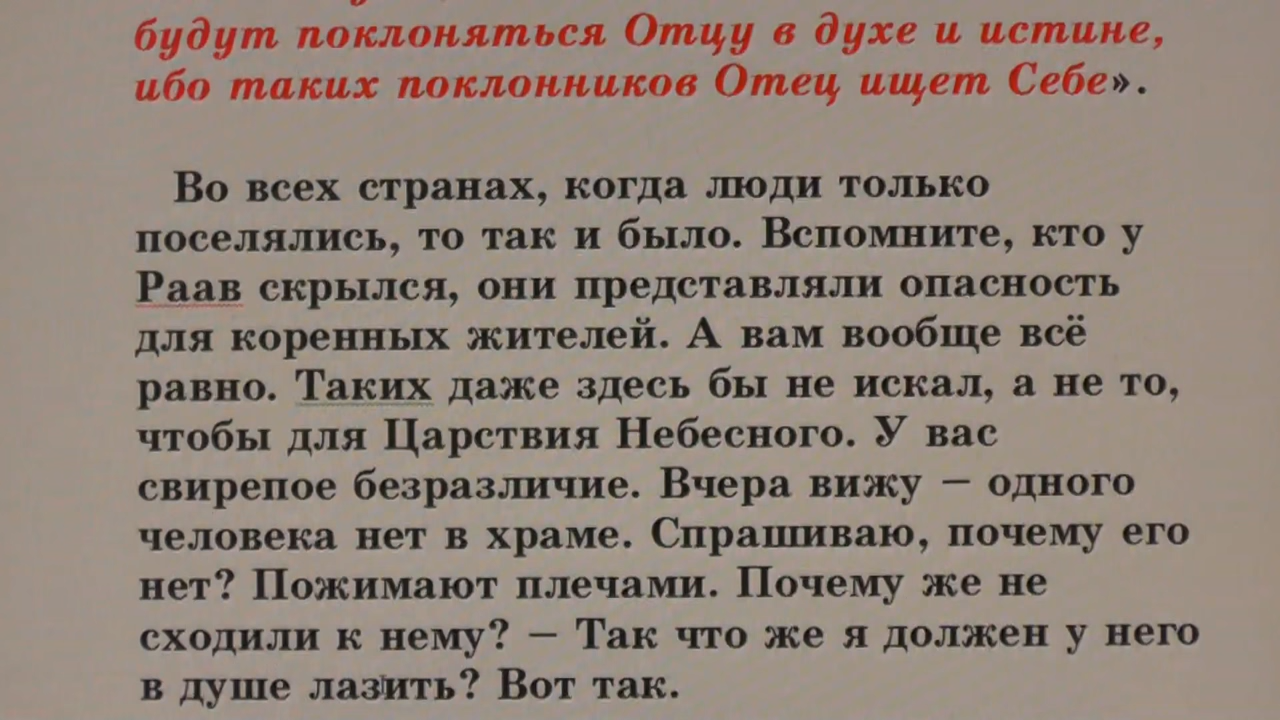 будут поклоняться Отцу в духе и истине,
ибо таких поклонников Отец ищет Себе».
Во всех странах, когда люди только
поселялись, то так и было. Вспомните, кто у
Раав скрылся, они представляли опасность
для коренных жителей. А вам вообще всё
равно. Таких даже здесь бы не искал, а не то,
чтобы для Царствия Небесного. У вас
свирепое безразличие. Вчера вижу – одного
человека нет в храме. Спрашиваю, почему его
нет? Пожимают плечами. Почему же не
сходили к нему? – Так что же я должен у него
в душе лазить? Вот так.